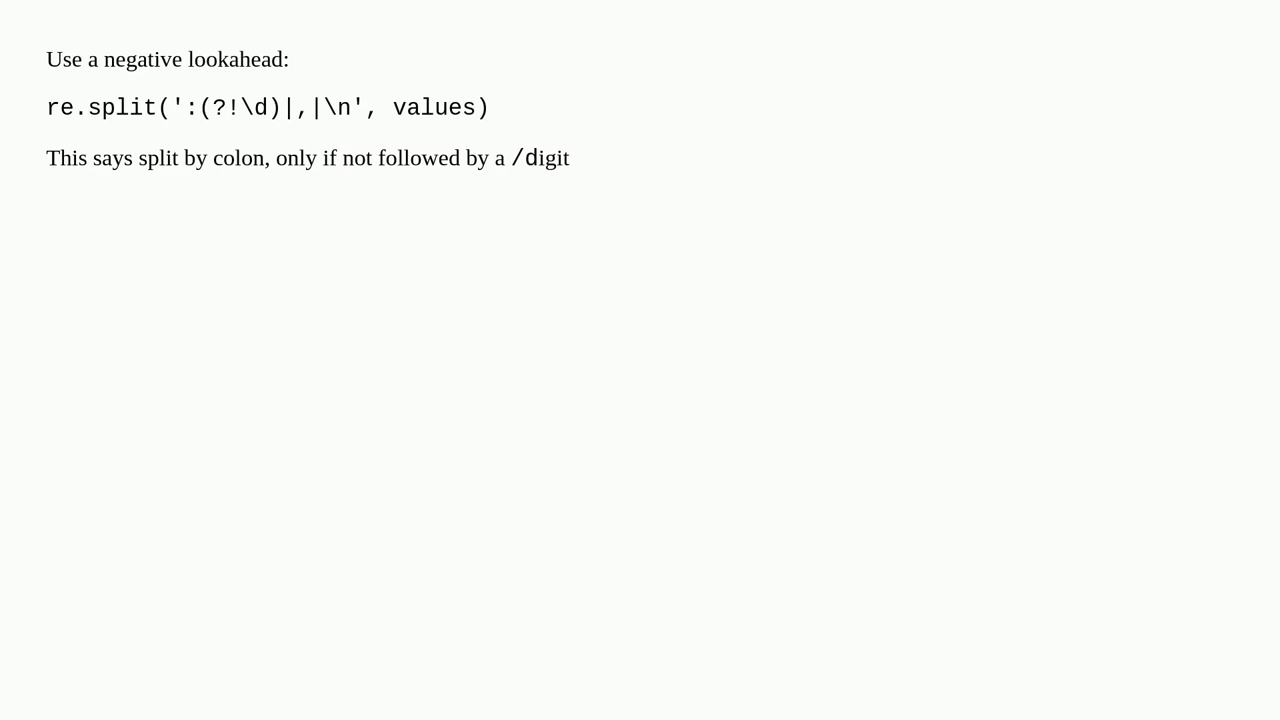 Use a negative lookahead:
re.split(':(?!\d)|,|\n', values)
This says split by colon, only if not followed by a /digit